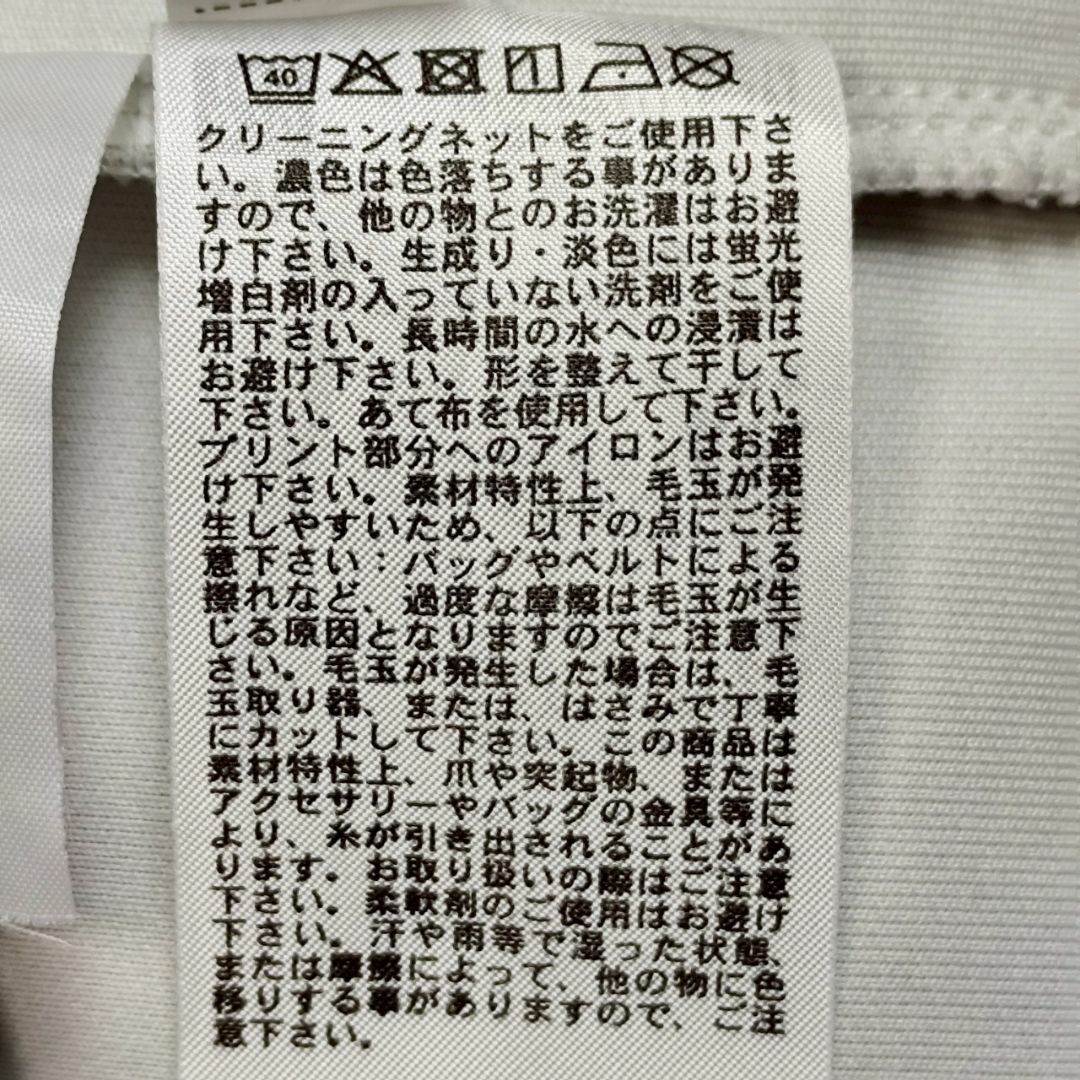 40
クリーニングネットをご使用下さ
い。濃色は色落ちする事がありま
すので、他の物とのお洗濯はお避
け下さい。生成り・淡色には蛍光
増白剤の入っていない洗剤をご使
用下さい。長時間の水への浸漬は
お避け下さい。形を整えて干して
下さい。あて布を使用して下さい。
プリント部分へのアイロンはお避
け下さい。素材の特性上、毛玉が発
生しやすいため、以下の点にご注
意下さい:バッグやベルトによる
擦れなど、過度な摩擦は毛玉が生
じる原因となりますのでご注意下
さい。毛玉が発生した場合は、毛
玉取り器、または、はさみで丁寧
にカットして下さい。この商品は
素材特性上、爪や突起物、または
アクセサリーやバッグの金具等に
より、糸が引き出されることがあ
ります。お取り扱いの際はご注意
下さい。柔軟剤のご使用はお避け
下さい。汗や雨等で湿った状態、
または摩擦によって、他の物に色
移りする事がありますので、ご注
意下さい。